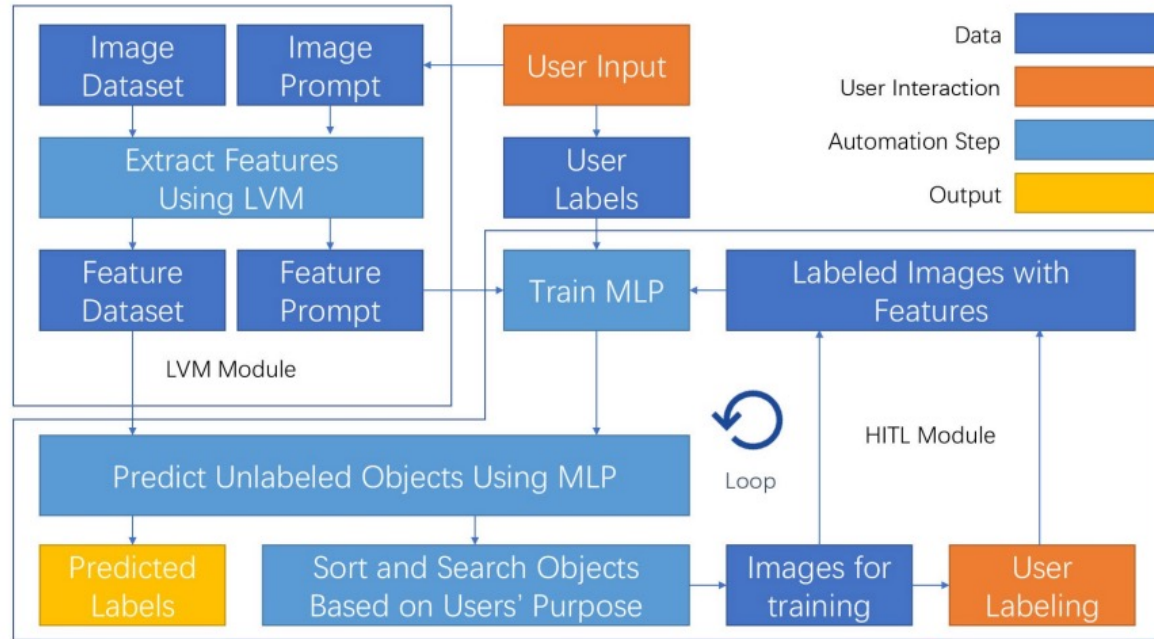 Image
Dataset
Image
Prompt
User Input
Data
User Interaction
Automation Step
Output
Extract Features
Using LVM
User
Labels
Feature
Dataset
Feature
Prompt
Train MLP
Labeled Images with
Features
LVM Module
Loop
HITL Module
Predict Unlabeled Objects Using MLP
Predicted
Labels
Sort and Search Objects
Based on Users’ Purpose
Images for
training
User
Labeling